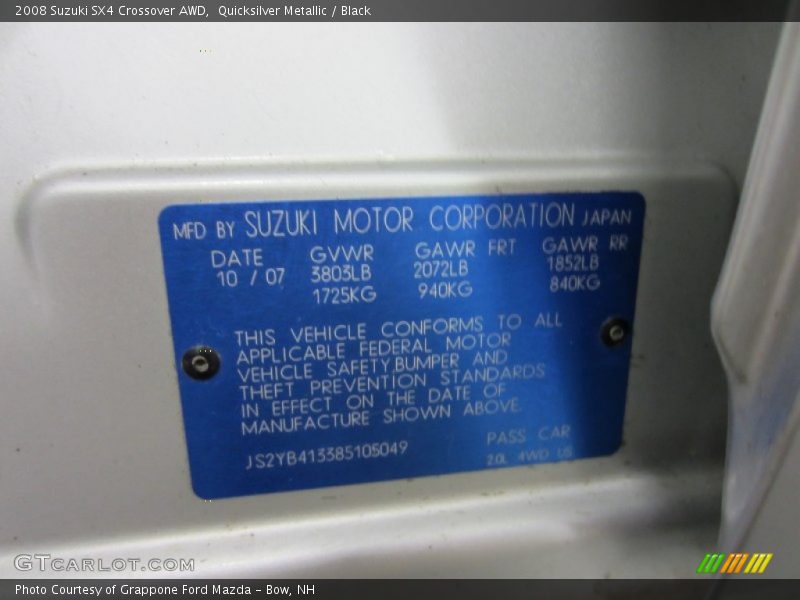 2008 Suzuki SX4 Crossover AWD,  Quicksilver Metallic / Black
MFD BY SUZUKI MOTOR CORPORATION JAPAN
DATE GVWR GAWR FRT GAWR RR
10 / 07 3803LB 2072LB 1852LB
1725KG 940KG 840KG
THIS VEHICLE CONFORMS TO ALL
APPLICABLE FEDERAL MOTOR
VEHICLE SAFETY,BUMPER AND
THEFT PREVENTION STANDARDS
IN EFFECT ON THE DATE OF
MANUFACTURE SHOWN ABOVE.
JS2YB413385105049 PASS CAR
2.0L 4WD US
GTCARLOT.COM
Photo Courtesy of Grappone Ford Mazda – Bow, NH